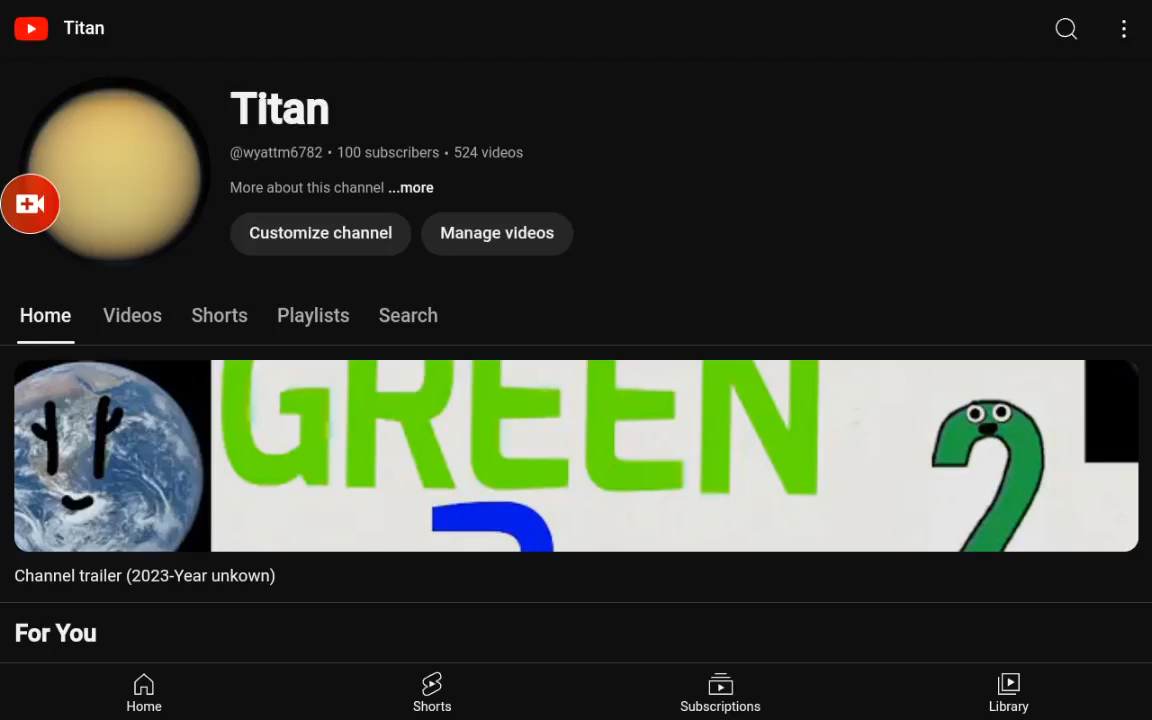 Titan
Titan
@wyattm6782 • 100 subscribers • 524 videos
More about this channel ...more
Customize channel
Manage videos
Home
Videos
Shorts
Playlists
Search
GREEN
2
Channel trailer (2023-Year unkown)
For You
Home
Shorts
Subscriptions
Library